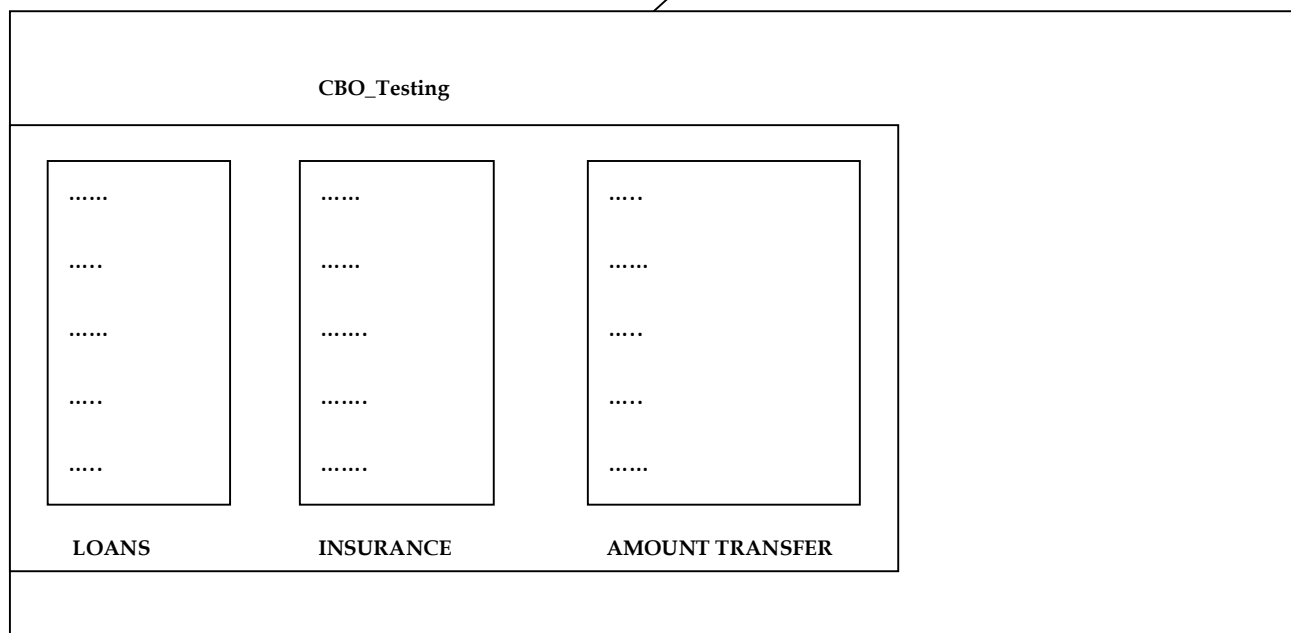 CBO_Testing
…… …… …..
….. …… ……
…… ……. …..
….. ……. …..
….. ……. ……
LOANS INSURANCE AMOUNT TRANSFER